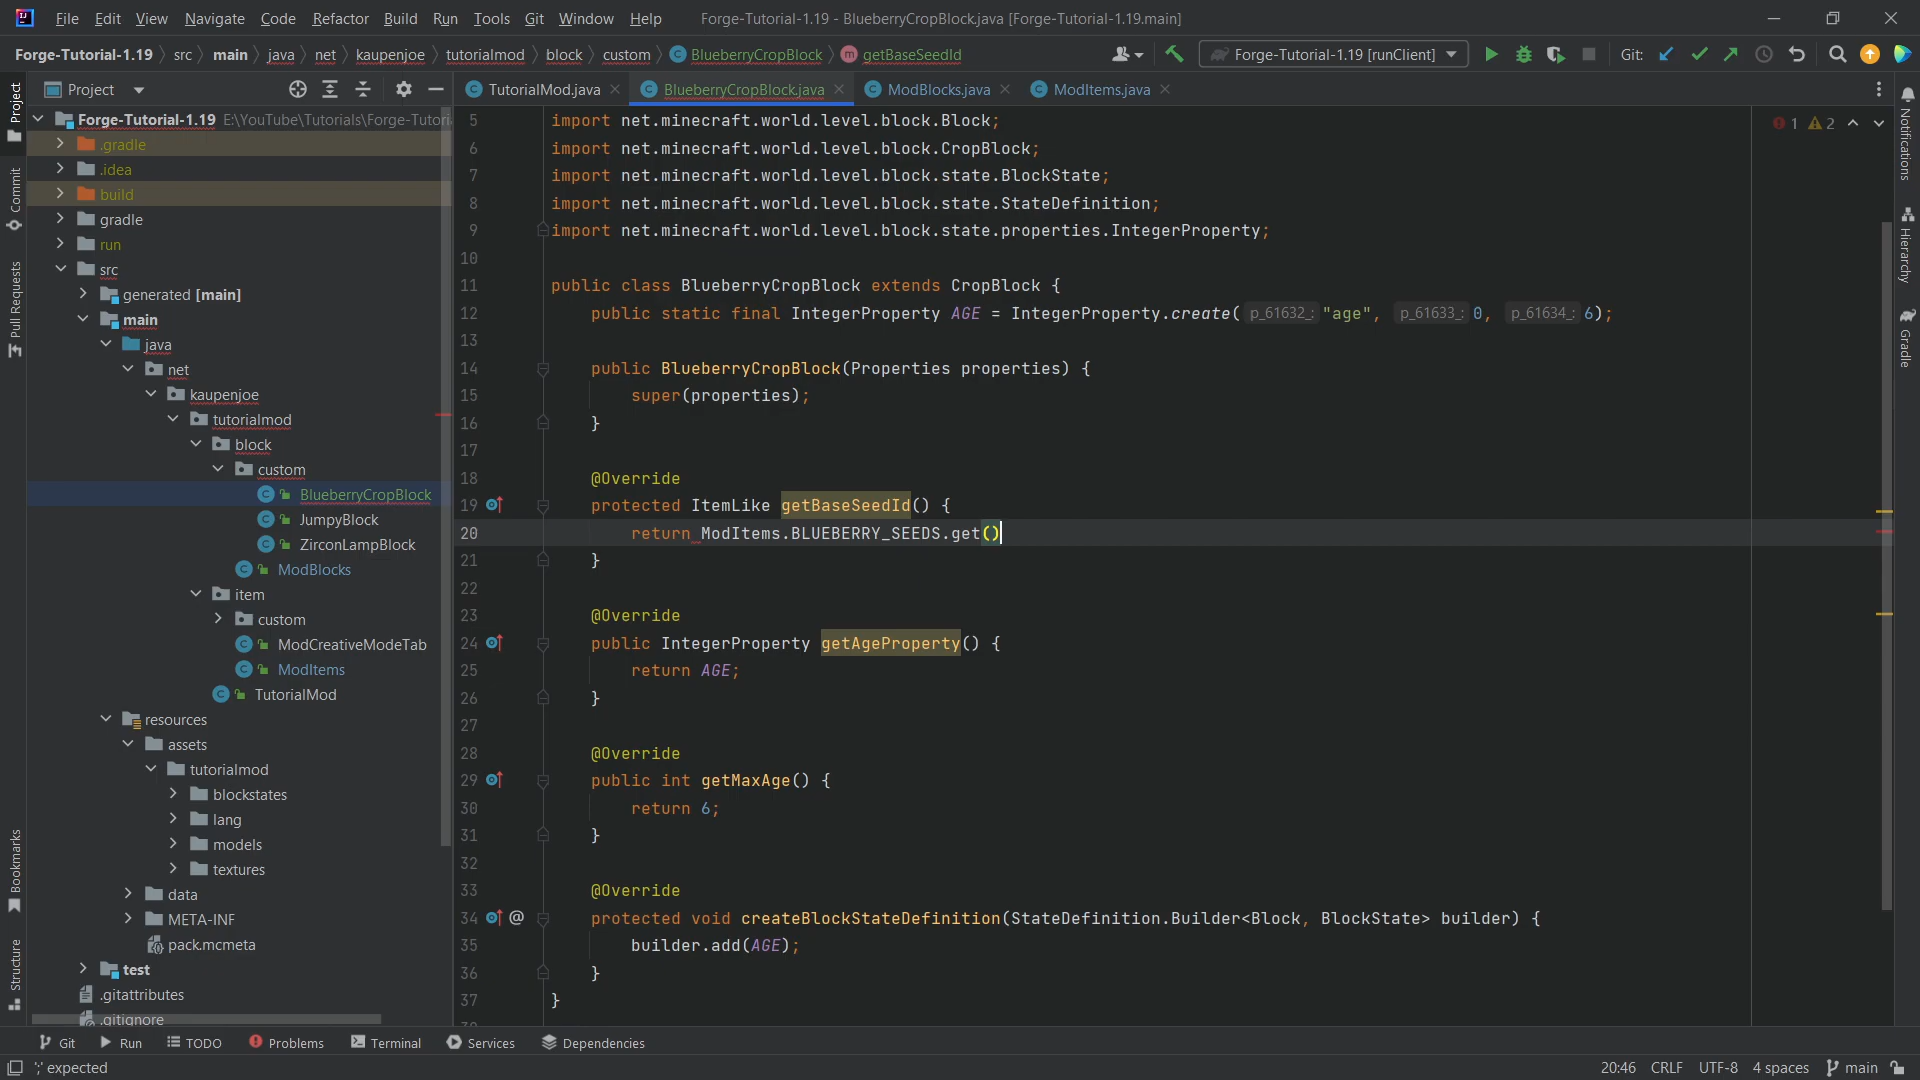 File Edit View Navigate Code Refactor Build Run Tools Git Window Help Forge-Tutorial-1.19 - BlueberryCropBlock.java [Forge-Tutorial-1.19.main]
Forge-Tutorial-1.19 src main java net kaupenjoe tutorialmod block custom BlueberryCropBlock getBaseSeedId Forge-Tutorial-1.19 [runClient] Git:
Project
TutorialMod.java BlueberryCropBlock.java ModBlocks.java ModItems.java
Project
Commit
Pull Requests
Bookmarks
Structure
Forge-Tutorial-1.19 E:\YouTube\Tutorials\Forge-Tutori
.gradle
.idea
build
gradle
run
src
generated [main]
main
java
net
kaupenjoe
tutorialmod
block
custom
BlueberryCropBlock
JumpyBlock
ZirconLampBlock
ModBlocks
item
custom
ModCreativeModeTab
ModItems
TutorialMod
resources
assets
tutorialmod
blockstates
lang
models
textures
data
META-INF
pack.mcmeta
test
.gitattributes
.gitignore
5 import net.minecraft.world.level.block.Block;
6 import net.minecraft.world.level.block.CropBlock;
7 import net.minecraft.world.level.block.state.BlockState;
8 import net.minecraft.world.level.block.state.StateDefinition;
9 import net.minecraft.world.level.block.state.properties.IntegerProperty;
10
11 public class BlueberryCropBlock extends CropBlock {
12 public static final IntegerProperty AGE = IntegerProperty.create( p_61632_: "age", p_61633_: 0, p_61634_: 6);
13
14 public BlueberryCropBlock(Properties properties) {
15 super(properties);
16 }
17
18 @Override
19 protected ItemLike getBaseSeedId() {
20 return ModItems.BLUEBERRY_SEEDS.get()
21 }
22
23 @Override
24 public IntegerProperty getAgeProperty() {
25 return AGE;
26 }
27
28 @Override
29 public int getMaxAge() {
30 return 6;
31 }
32
33 @Override
34 @ protected void createBlockStateDefinition(StateDefinition.Builder<Block, BlockState> builder) {
35 builder.add(AGE);
36 }
37 }
1 2
Notifications
Hierarchy
Gradle
Git Run TODO Problems Terminal Services Dependencies
';' expected 20:46 CRLF UTF-8 4 spaces main